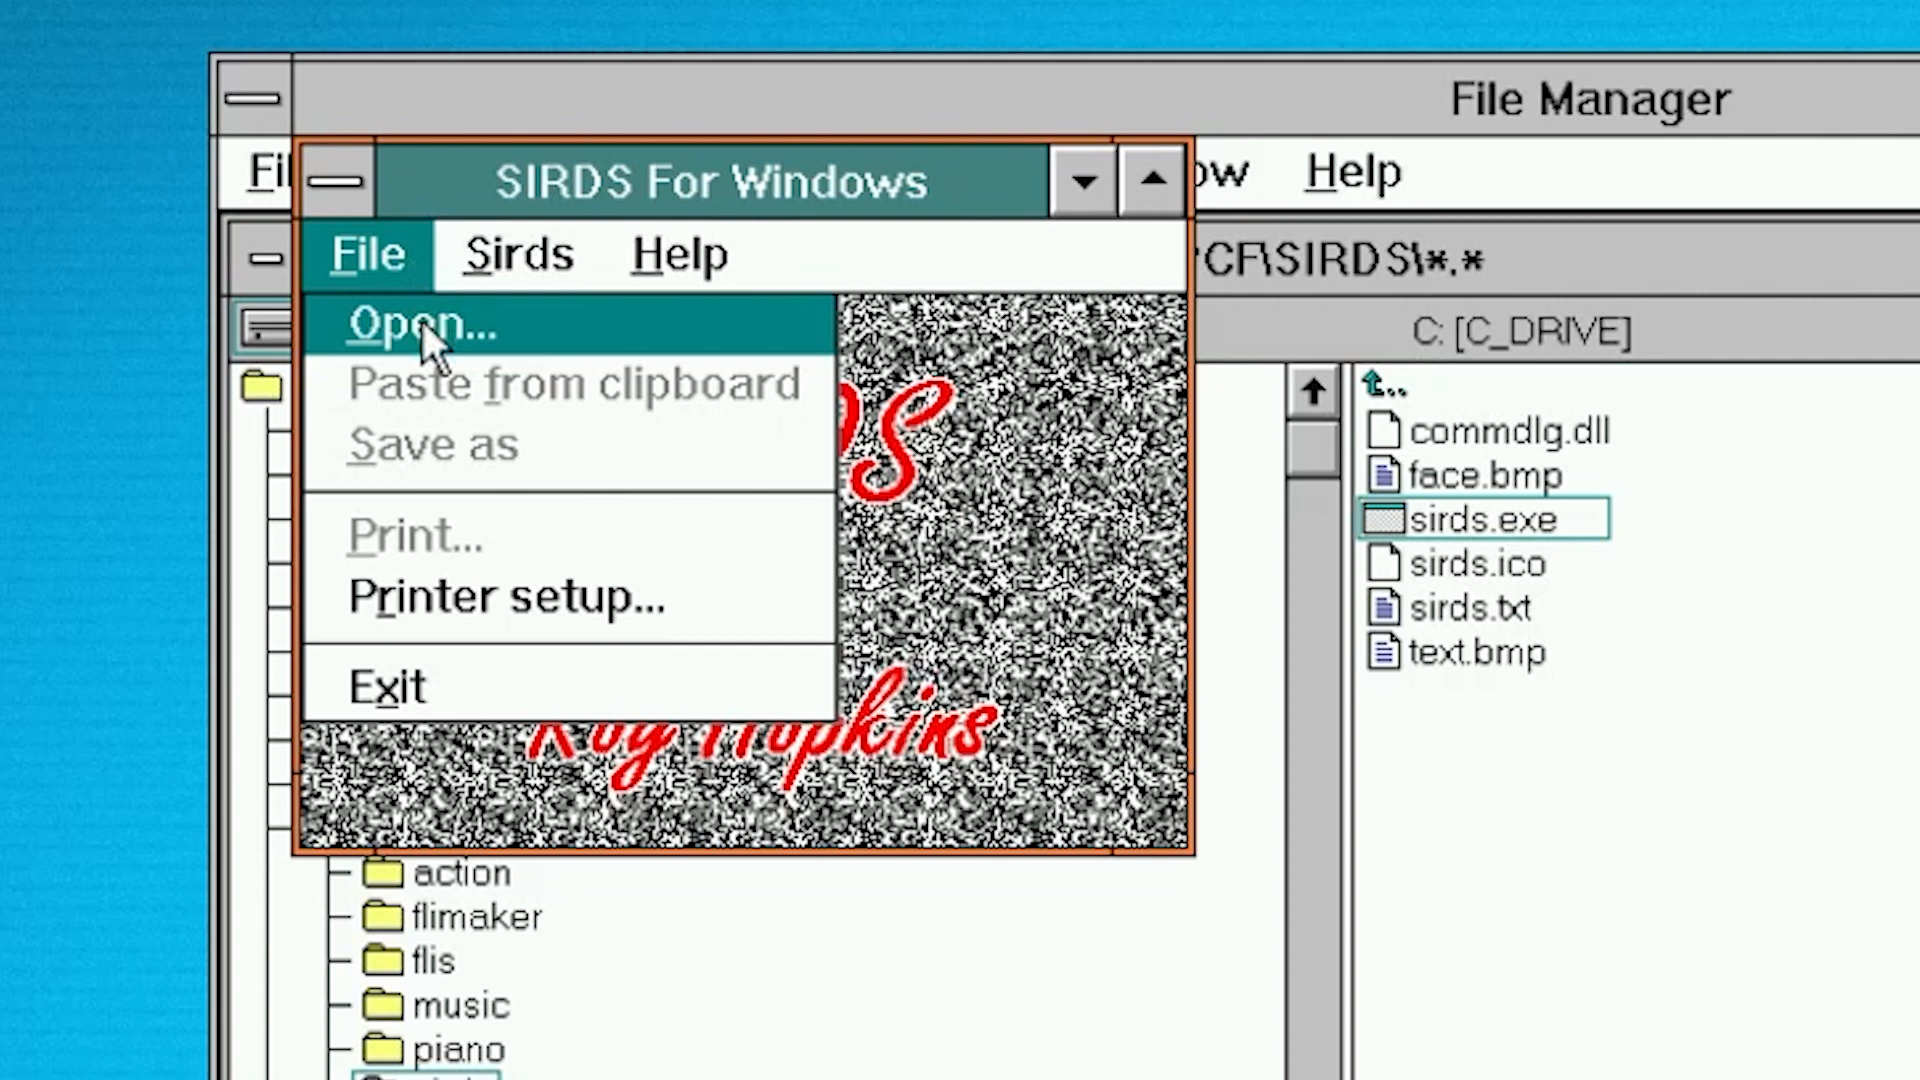 File Manager
SIRDS For Windows
Help
File Sirds Help
CF\SIRDS\*.*
Open...
C: [C_DRIVE]
Paste from clipboard
Save as
Print...
Printer setup...
Exit
commdlg.dll
face.bmp
sirds.exe
sirds.ico
sirds.txt
text.bmp
Roy Hopkins
action
flimaker
flis
music
piano